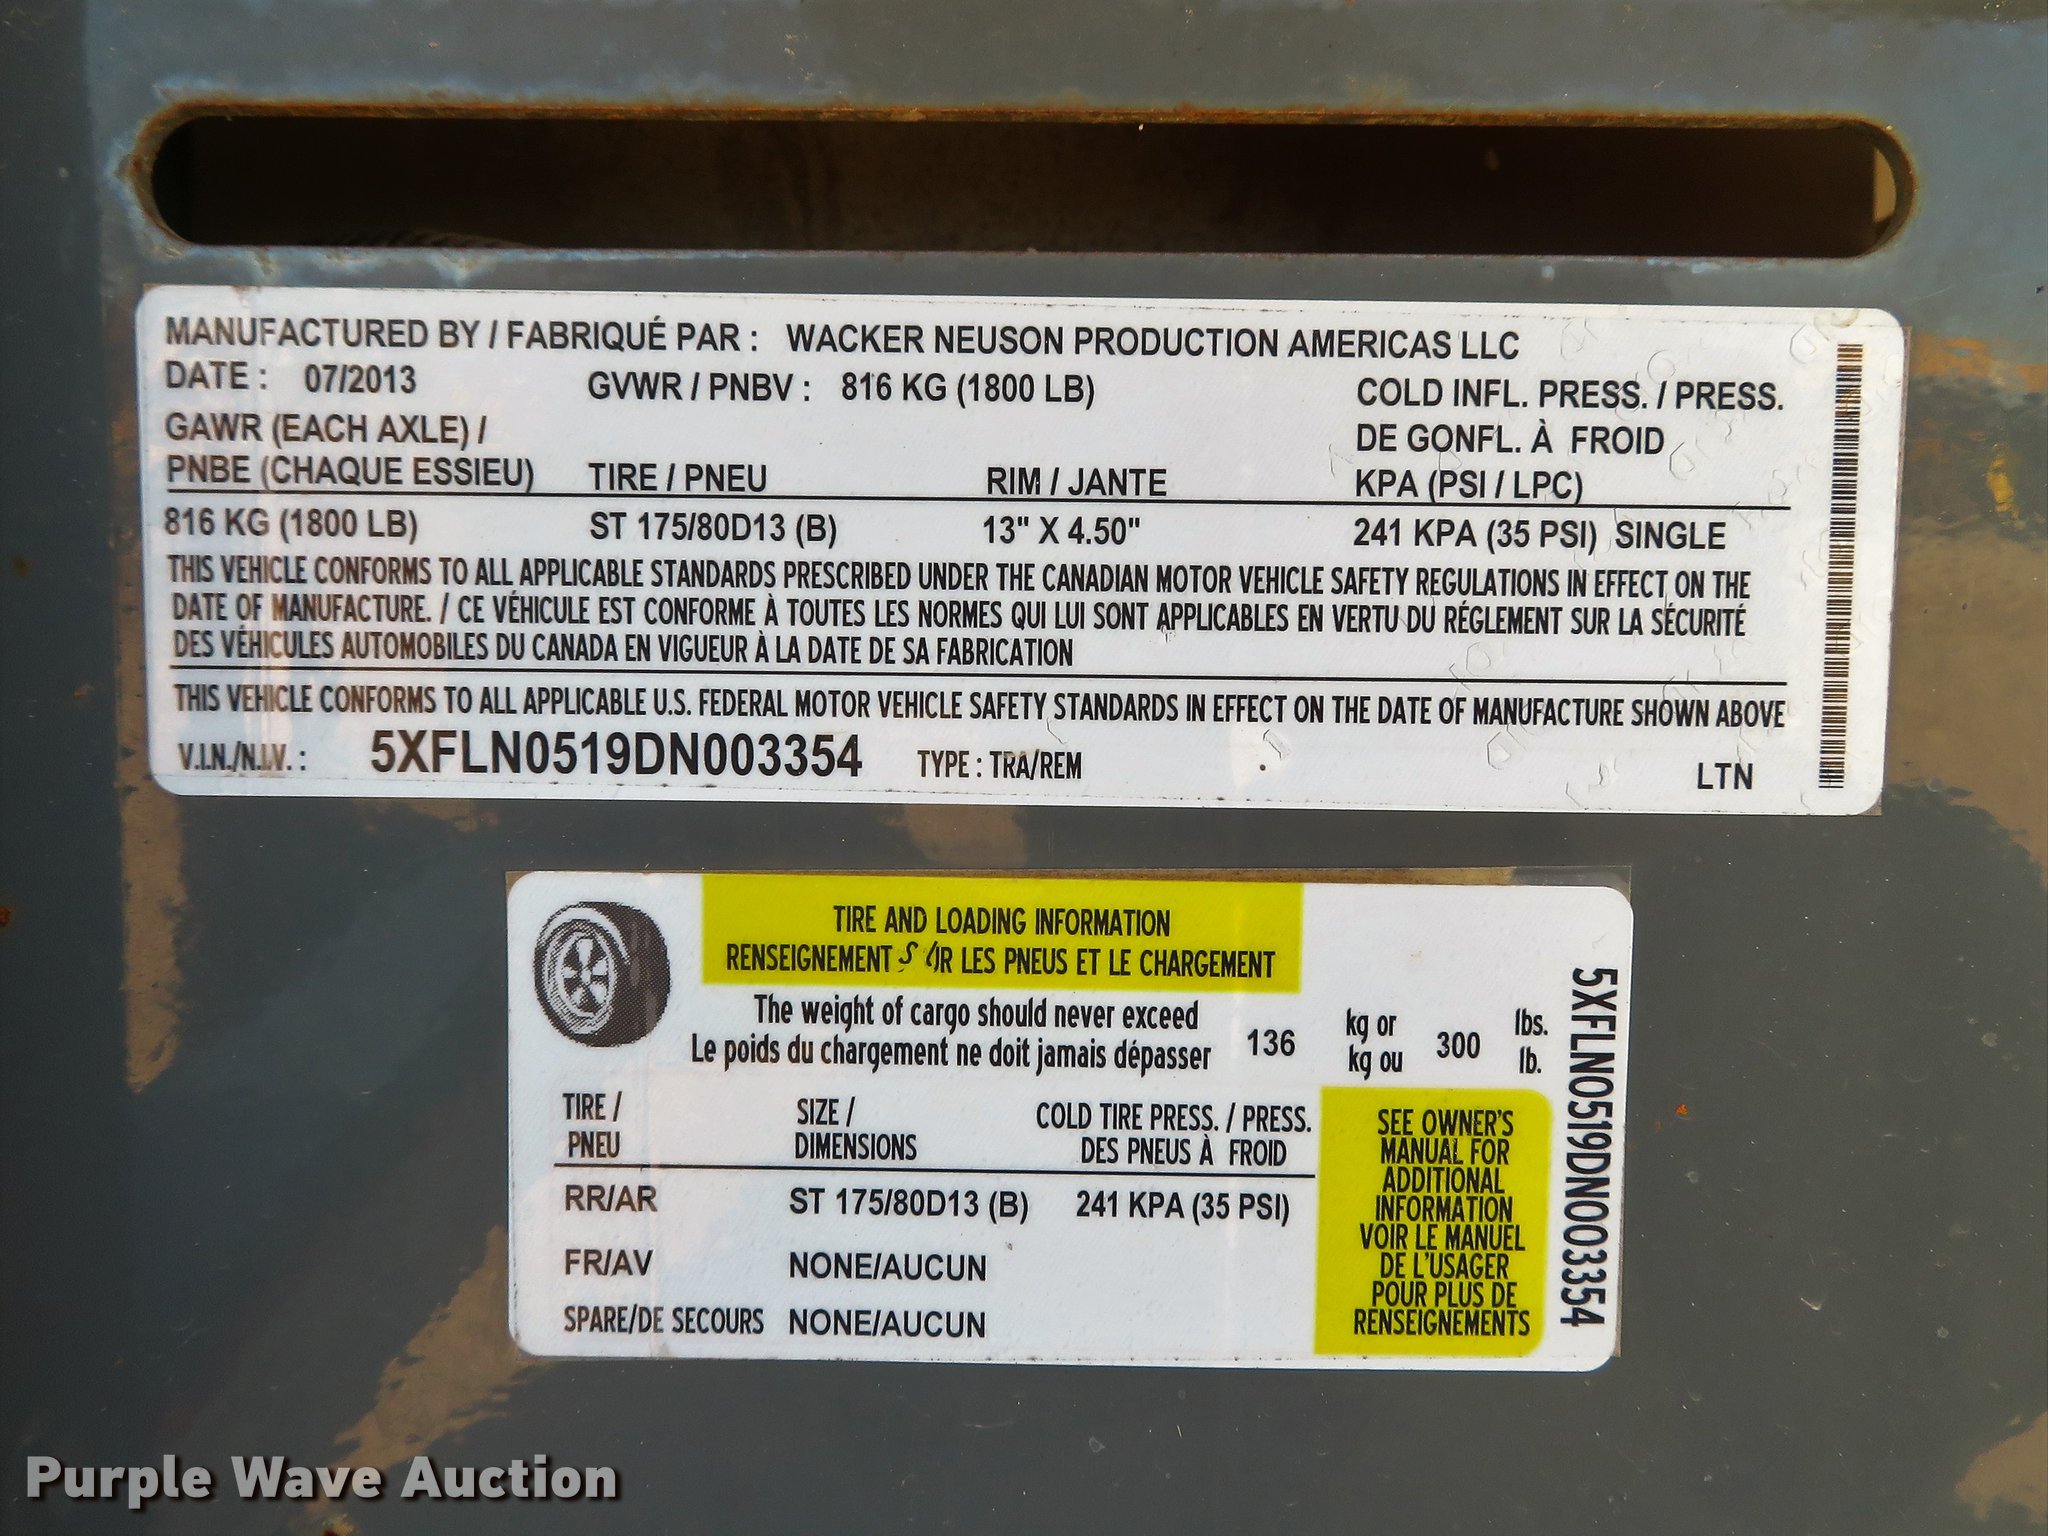 MANUFACTURED BY / FABRIQUÉ PAR : WACKER NEUSON PRODUCTION AMERICAS LLC
DATE : 07/2013 GVWR / PNBV : 816 KG (1800 LB) COLD INFL. PRESS. / PRESS.
GAWR (EACH AXLE) / DE GONFL. À FROID
PNBE (CHAQUE ESSIEU) TIRE / PNEU RIM / JANTE KPA (PSI / LPC)
816 KG (1800 LB) ST 175/80D13 (B) 13" X 4.50" 241 KPA (35 PSI) SINGLE
THIS VEHICLE CONFORMS TO ALL APPLICABLE STANDARDS PRESCRIBED UNDER THE CANADIAN MOTOR VEHICLE SAFETY REGULATIONS IN EFFECT ON THE
DATE OF MANUFACTURE. / CE VÉHICULE EST CONFORME À TOUTES LES NORMES QUI LUI SONT APPLICABLES EN VERTU DU RÉGLEMENT SUR LA SÉCURITÉ
DES VÉHICULES AUTOMOBILES DU CANADA EN VIGUEUR À LA DATE DE SA FABRICATION
THIS VEHICLE CONFORMS TO ALL APPLICABLE U.S. FEDERAL MOTOR VEHICLE SAFETY STANDARDS IN EFFECT ON THE DATE OF MANUFACTURE SHOWN ABOVE
V.I.N./N.I.V. : 5XFLN0519DN003354 TYPE : TRA/REM LTN
TIRE AND LOADING INFORMATION
RENSEIGNEMENT SUR LES PNEUS ET LE CHARGEMENT
The weight of cargo should never exceed kg or lbs.
Le poids du chargement ne doit jamais dépasser 136 kg ou 300 lb.
TIRE / SIZE / COLD TIRE PRESS. / PRESS.
PNEU DIMENSIONS DES PNEUS À FROID
RR/AR ST 175/80D13 (B) 241 KPA (35 PSI)
FR/AV NONE/AUCUN
SPARE/DE SECOURS NONE/AUCUN
SEE OWNER'S
MANUAL FOR
ADDITIONAL
INFORMATION
VOIR LE MANUEL
DE L'USAGER
POUR PLUS DE
RENSEIGNEMENTS
5XFLN0519DN003354
Purple Wave Auction